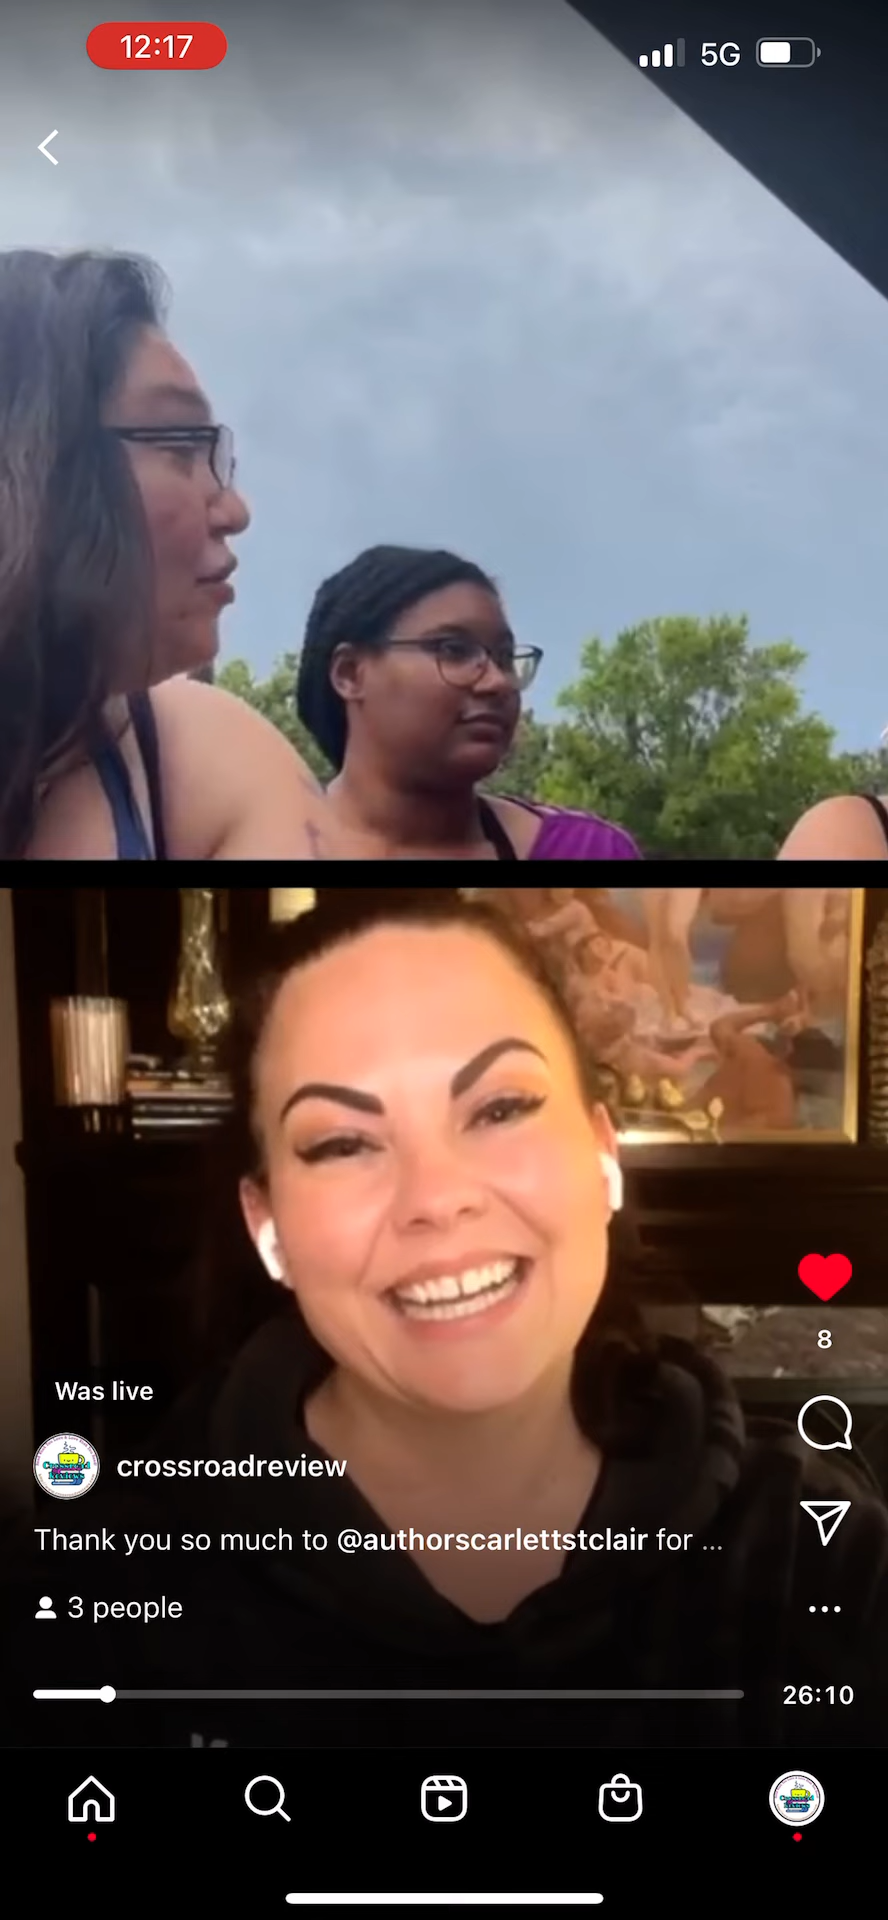 12:17
5G
Was live
crossroadreview
Thank you so much to @authorscarlettstclair for ...
3 people
8
26:10